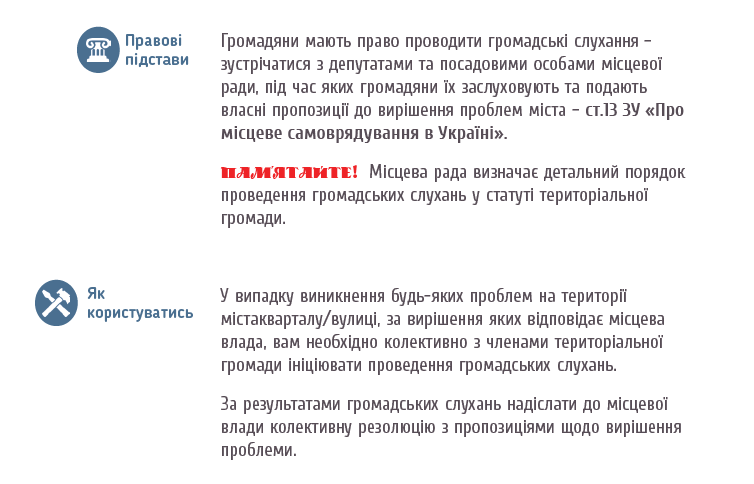 Правові
підстави
Громадяни мають право проводити громадські слухання –
зустрічатися з депутатами та посадовими особами місцевої
ради, під час яких громадяни їх заслуховують та подають
власні пропозиції до вирішення проблем міста – ст.13 ЗУ «Про
місцеве самоврядування в Україні».
ПАМ'ЯТАЙТЕ! Місцева рада визначає детальний порядок
проведення громадських слухань у статуті територіальної
громади.
Як
користуватись
У випадку виникнення будь-яких проблем на території
містакварталу/вулиці, за вирішення яких відповідає місцева
влада, вам необхідно колективно з членами територіальної
громади ініціювати проведення громадських слухань.
За результатами громадських слухань надіслати до місцевої
влади колективну резолюцію з пропозиціями щодо вирішення
проблеми.